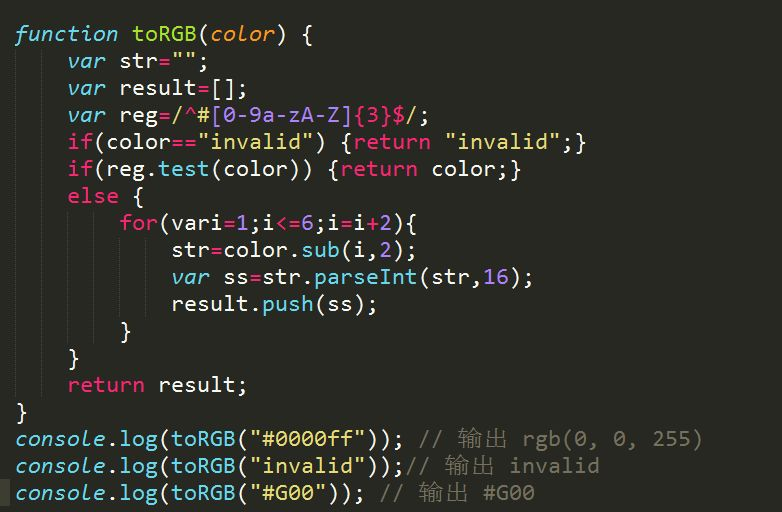 function toRGB(color) {
    var str="";
    var result=[];
    var reg=/^#[0-9a-zA-Z]{3}$/;
    if(color=="invalid") {return "invalid";}
    if(reg.test(color)) {return color;}
    else {
        for(vari=1;i<=6;i=i+2){
            str=color.sub(i,2);
            var ss=str.parseInt(str,16);
            result.push(ss);
        }
    }
    return result;
}
console.log(toRGB("#0000ff")); // 输出 rgb(0, 0, 255)
console.log(toRGB("invalid"));// 输出 invalid
console.log(toRGB("#G00")); // 输出 #G00